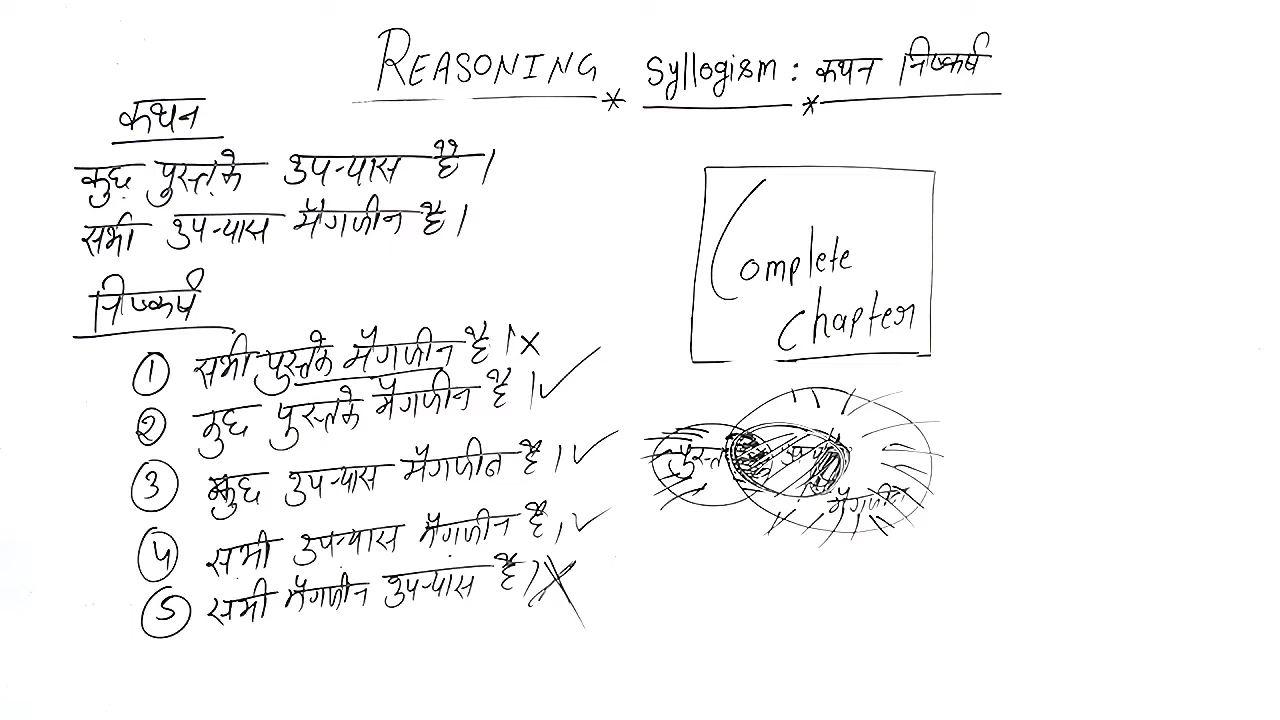 REASONING Syllogism : कथन निष्कर्ष
कथन
कुछ पुस्तके उपन्यास है।
सभी उपन्यास मैगजीन है।
निष्कर्ष
① सभी पुस्तके मैगजीन है। ×
② कुछ पुस्तके मैगजीन है। ✓
③ कुछ उपन्यास मैगजीन है। ✓
④ सभी उपन्यास मैगजीन है। ✓
⑤ सभी मैगजीन उपन्यास है। ×
Complete
Chapter
पुस्त
मैगजीन